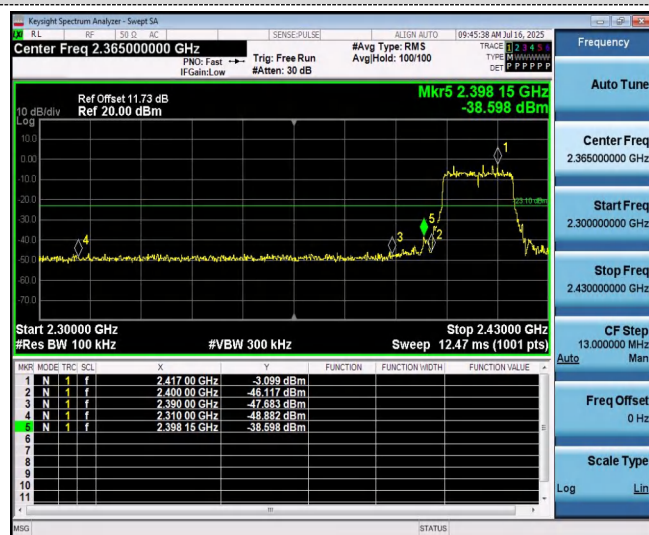 Keysight Spectrum Analyzer - Swept SA
RL RF 50 Ω AC SENSE:PULSE ALIGN AUTO 09:45:38 AM Jul 16, 2025
Center Freq 2.365000000 GHz #Avg Type: RMS TRACE 1 2 3 4 5 6
PNO: Fast Trig: Free Run Avg|Hold: 100/100 TYPE MWWWWW
IFGain:Low #Atten: 30 dB DET P P P P P P
Ref Offset 11.73 dB Mkr5 2.398 15 GHz
10 dB/div Ref 20.00 dBm -38.598 dBm
Log
10.0
0.00
-10.0
-20.0
-23.10 dBm
-30.0
-40.0
-50.0
-60.0
-70.0
1
5
4 3 2
Start 2.30000 GHz Stop 2.43000 GHz
#Res BW 100 kHz #VBW 300 kHz Sweep 12.47 ms (1001 pts)
MKR MODE TRC SCL X Y FUNCTION FUNCTION WIDTH FUNCTION VALUE
1 N 1 f 2.417 00 GHz -3.099 dBm
2 N 1 f 2.400 00 GHz -46.117 dBm
3 N 1 f 2.390 00 GHz -47.683 dBm
4 N 1 f 2.310 00 GHz -48.882 dBm
5 N 1 f 2.398 15 GHz -38.598 dBm
6
7
8
9
10
11
MSG STATUS
Frequency
Auto Tune
Center Freq
2.365000000 GHz
Start Freq
2.300000000 GHz
Stop Freq
2.430000000 GHz
CF Step
13.000000 MHz
Auto Man
Freq Offset
0 Hz
Scale Type
Log Lin